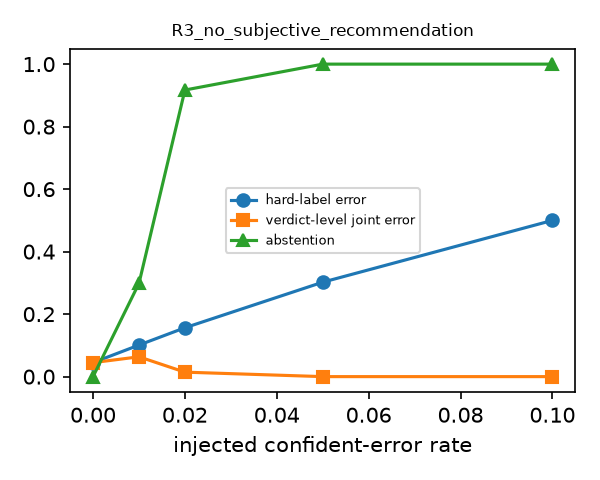 R3_no_subjective_recommendation
1.0
0.8
0.6
0.4
0.2
0.0
hard-label error
verdict-level joint error
abstention
0.00 0.02 0.04 0.06 0.08 0.10
injected confident-error rate